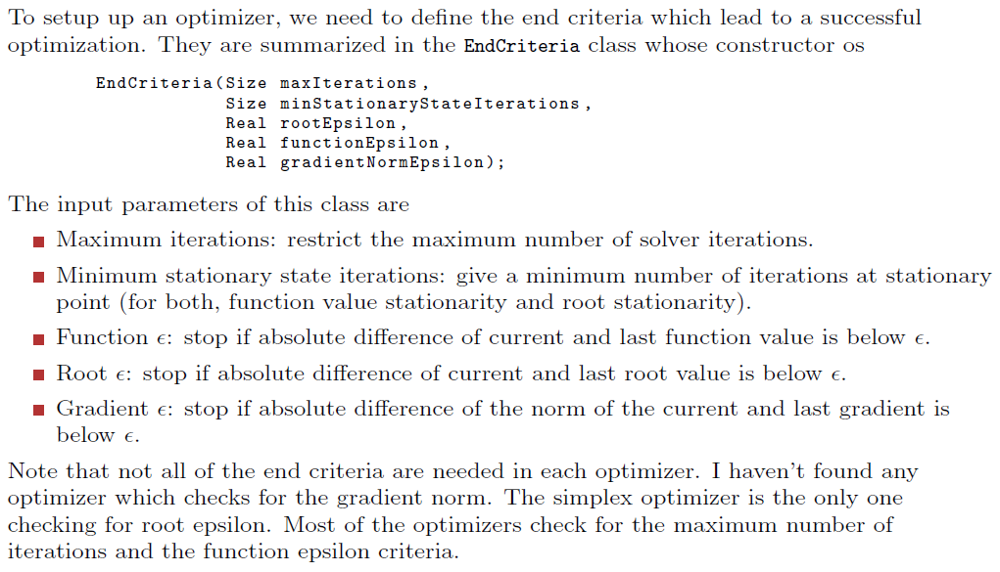 To setup up an optimizer, we need to define the end criteria which lead to a successful
optimization. They are summarized in the EndCriteria class whose constructor os
EndCriteria(Size maxIterations,
Size minStationaryStateIterations,
Real rootEpsilon,
Real functionEpsilon,
Real gradientNormEpsilon);
The input parameters of this class are
■ Maximum iterations: restrict the maximum number of solver iterations.
■ Minimum stationary state iterations: give a minimum number of iterations at stationary
point (for both, function value stationarity and root stationarity).
■ Function ϵ: stop if absolute difference of current and last function value is below ϵ.
■ Root ϵ: stop if absolute difference of current and last root value is below ϵ.
■ Gradient ϵ: stop if absolute difference of the norm of the current and last gradient is
below ϵ.
Note that not all of the end criteria are needed in each optimizer. I haven't found any
optimizer which checks for the gradient norm. The simplex optimizer is the only one
checking for root epsilon. Most of the optimizers check for the maximum number of
iterations and the function epsilon criteria.